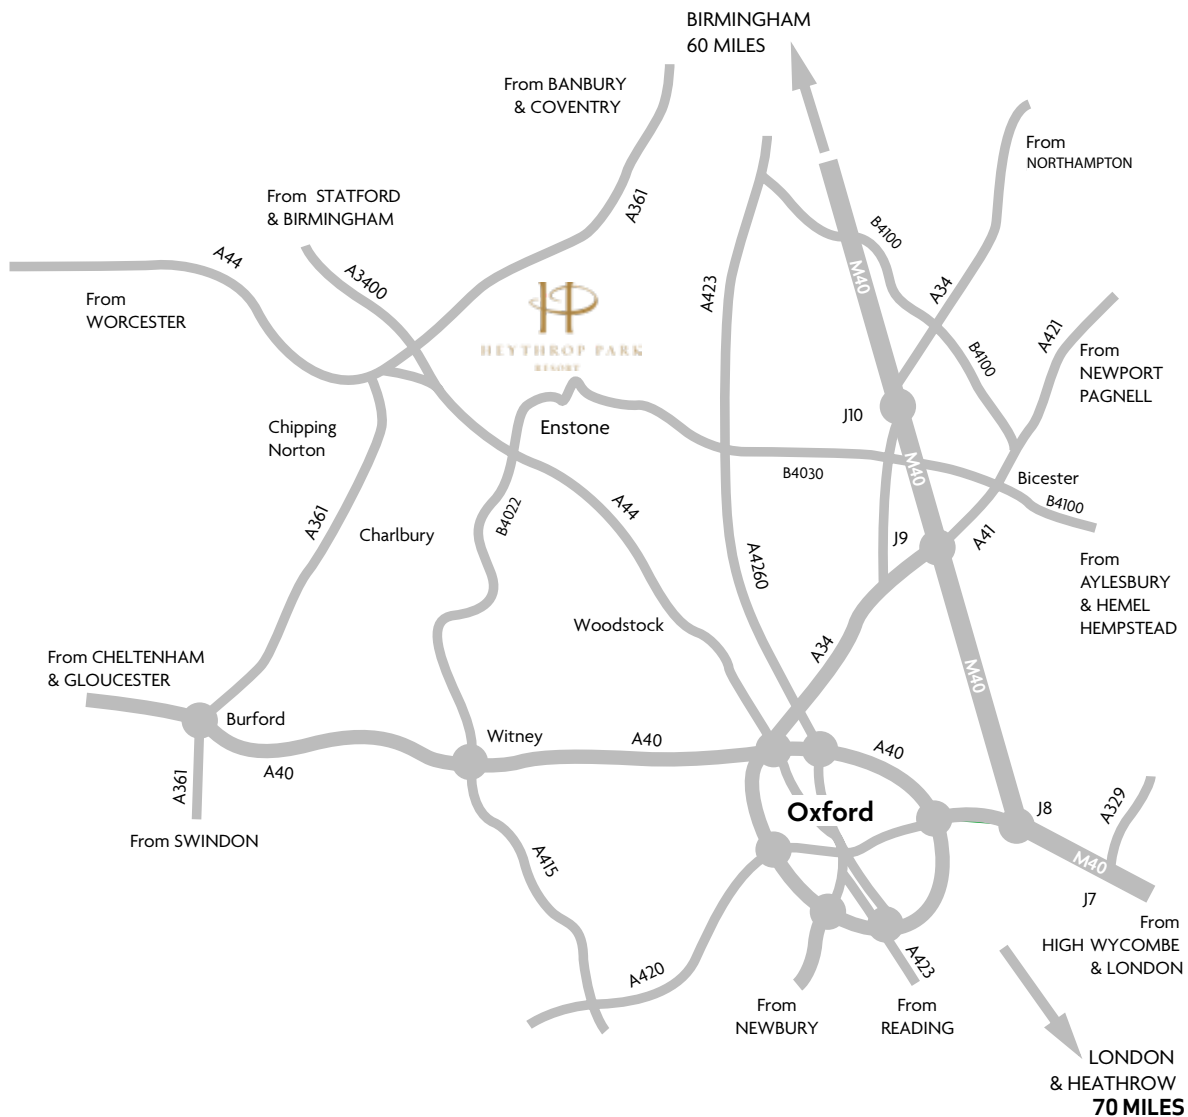 BIRMINGHAM
60 MILES
From BANBURY
& COVENTRY
From
NORTHAMPTON
From STATFORD
& BIRMINGHAM
A361
B4100
A44
A3400
M40
A423
A34
From
WORCESTER
A421
HEYTHROP PARK
RESORT
B4100
From
NEWPORT
PAGNELL
J10
Chipping
Norton
Enstone
M40
B4030
Bicester
B4100
A361
B4022
A44
Charlbury
J9
A41
A4260
From
AYLESBURY
& HEMEL
HEMPSTEAD
Woodstock
A34
From CHELTENHAM
& GLOUCESTER
M40
Burford
Witney
A40
A40
A40
A361
Oxford
J8
A329
From SWINDON
A415
M40
J7
From
HIGH WYCOMBE
& LONDON
A420
A423
From
NEWBURY
From
READING
LONDON
& HEATHROW
70 MILES